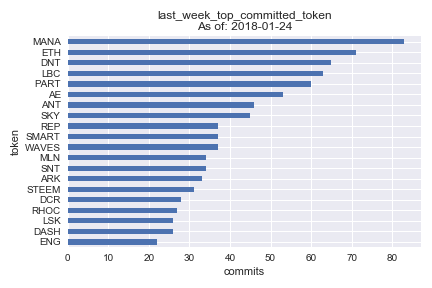 last_week_top_committed_token
As of: 2018-01-24
MANA
ETH
DNT
LBC
PART
AE
ANT
SKY
REP
SMART
WAVES
MLN
SNT
ARK
STEEM
DCR
RHOC
LSK
DASH
ENG
token
0 10 20 30 40 50 60 70 80
commits